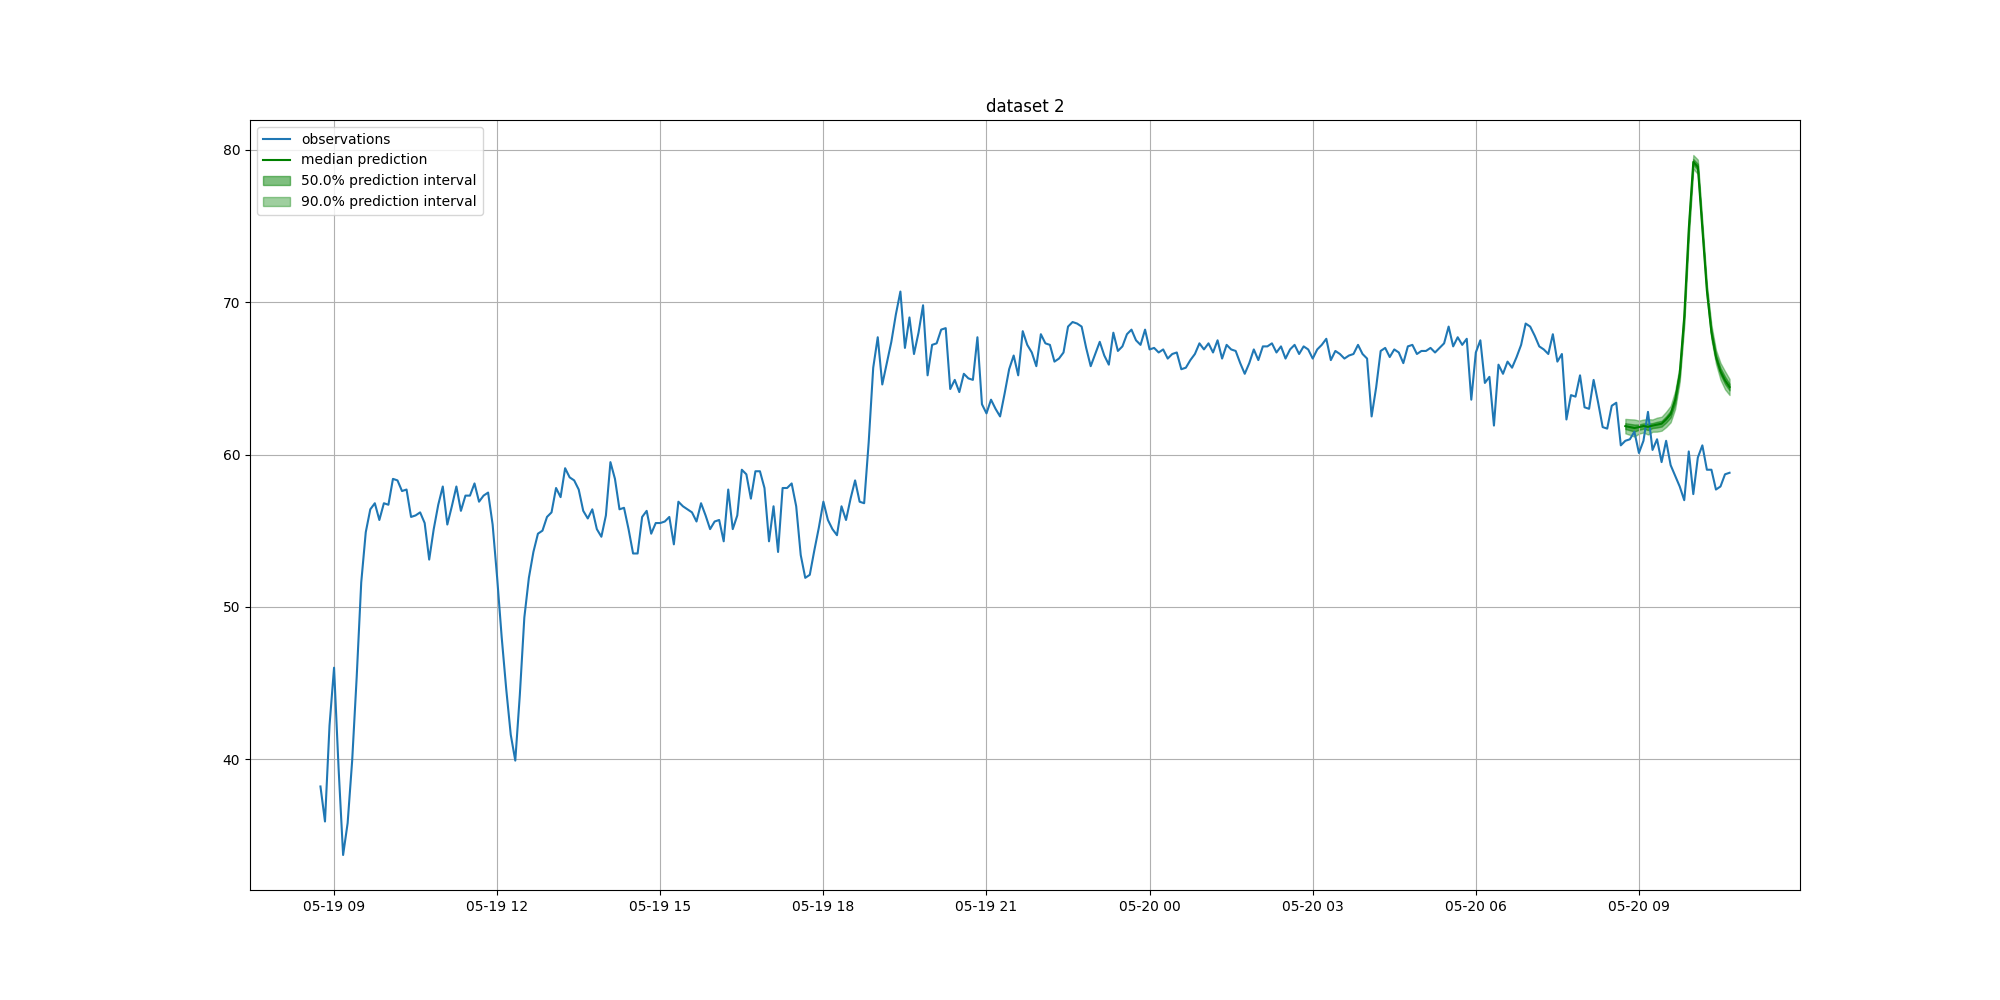 dataset 2
observations
median prediction
50.0% prediction interval
90.0% prediction interval
80
70
60
50
40
05-19 09
05-19 12
05-19 15
05-19 18
05-19 21
05-20 00
05-20 03
05-20 06
05-20 09